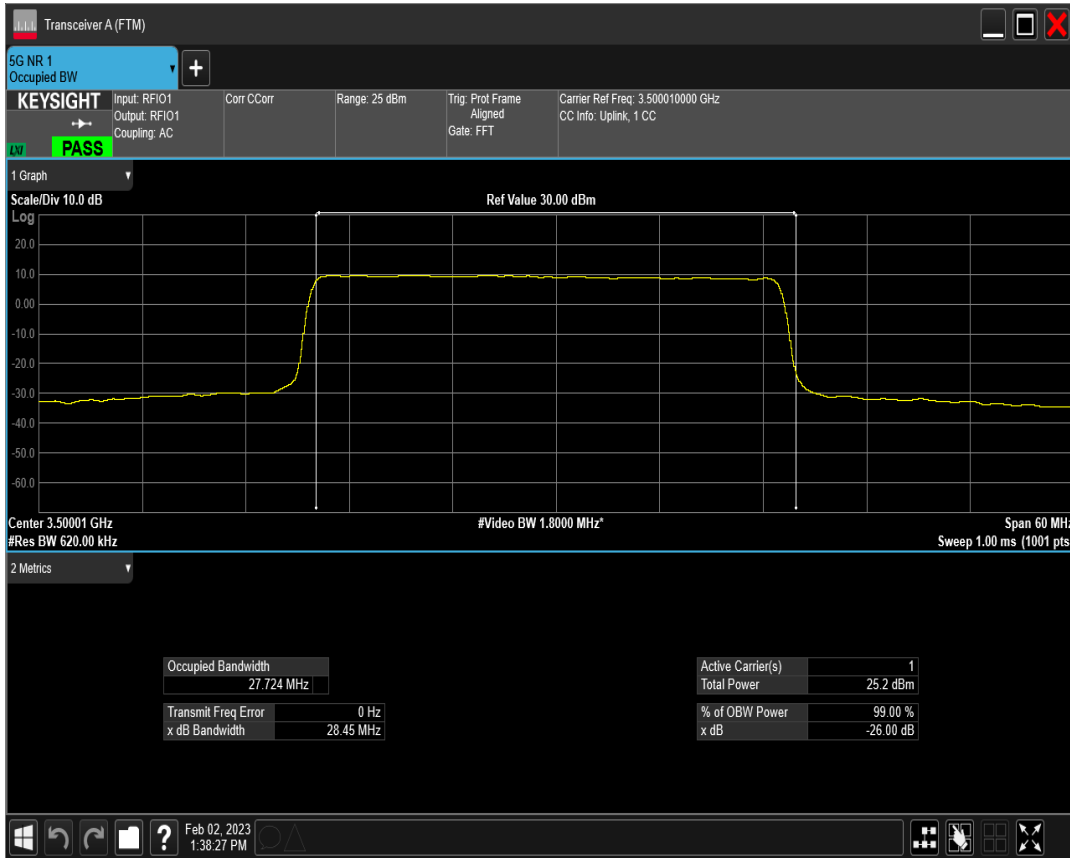 Transceiver A (FTM)
5G NR 1
Occupied BW
+
KEYSIGHT
LXI
PASS
Input: RFIO1
Output: RFIO1
Coupling: AC
Corr CCorr
Range: 25 dBm
Trig: Prot Frame
Aligned
Gate: FFT
Carrier Ref Freq: 3.500010000 GHz
CC Info: Uplink, 1 CC
1 Graph
Scale/Div 10.0 dB
Ref Value 30.00 dBm
Log
20.0
10.0
0.00
-10.0
-20.0
-30.0
-40.0
-50.0
-60.0
Center 3.50001 GHz
#Video BW 1.8000 MHz*
Span 60 MHz
#Res BW 620.00 kHz
Sweep 1.00 ms (1001 pts
2 Metrics
Occupied Bandwidth
27.724 MHz
Transmit Freq Error 0 Hz
x dB Bandwidth 28.45 MHz
Active Carrier(s) 1
Total Power 25.2 dBm
% of OBW Power 99.00 %
x dB -26.00 dB
?
Feb 02, 2023
1:38:27 PM